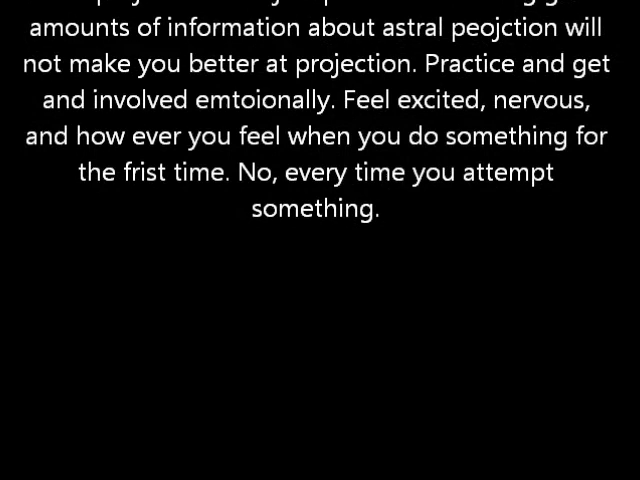 amounts of information about astral peojction will
not make you better at projection. Practice and get
and involved emtoionally. Feel excited, nervous,
and how ever you feel when you do something for
the frist time. No, every time you attempt
something.